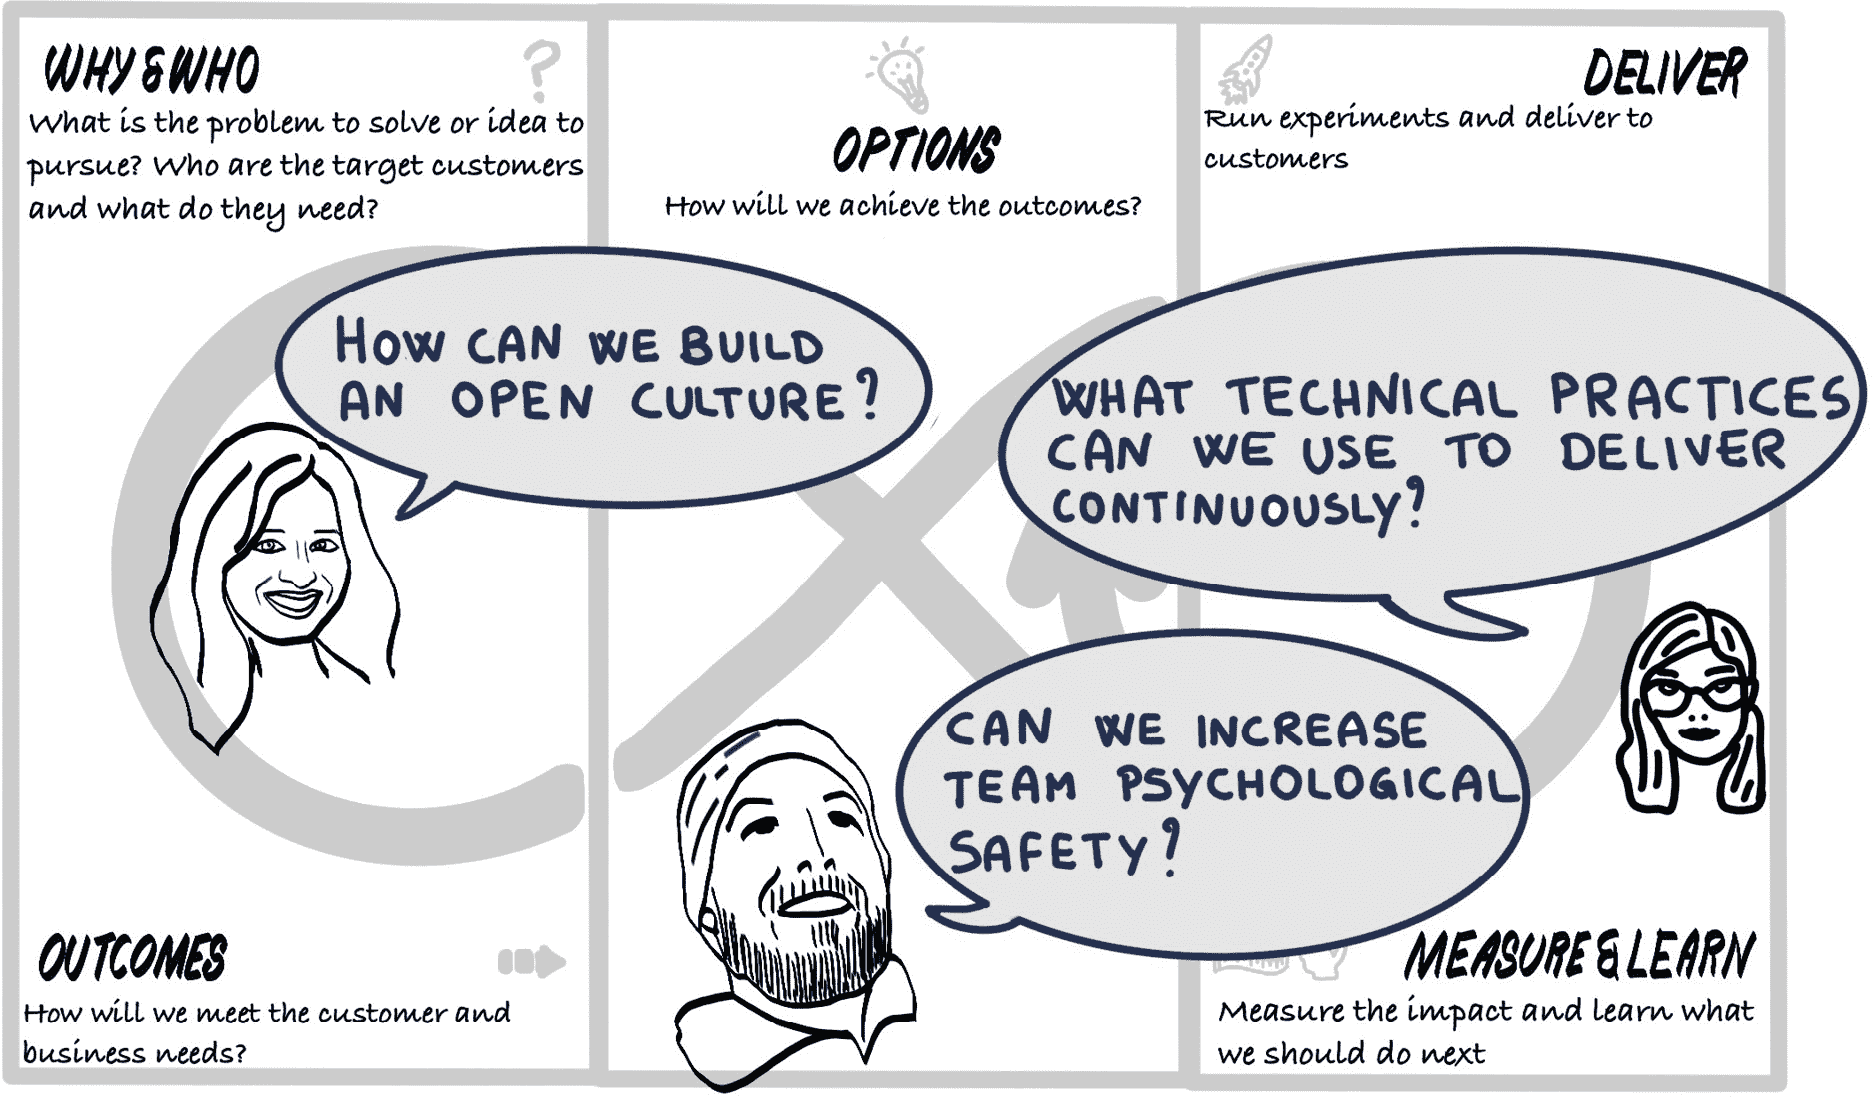 WHY & WHO
What is the problem to solve or idea to
pursue? Who are the target customers
and what do they need?
OPTIONS
How will we achieve the outcomes?
DELIVER
Run experiments and deliver to
customers
HOW CAN WE BUILD
AN OPEN CULTURE?
WHAT TECHNICAL PRACTICES
CAN WE USE TO DELIVER
CONTINUOUSLY?
CAN WE INCREASE
TEAM PSYCHOLOGICAL
SAFETY?
OUTCOMES
How will we meet the customer and
business needs?
MEASURE & LEARN
Measure the impact and learn what
we should do next